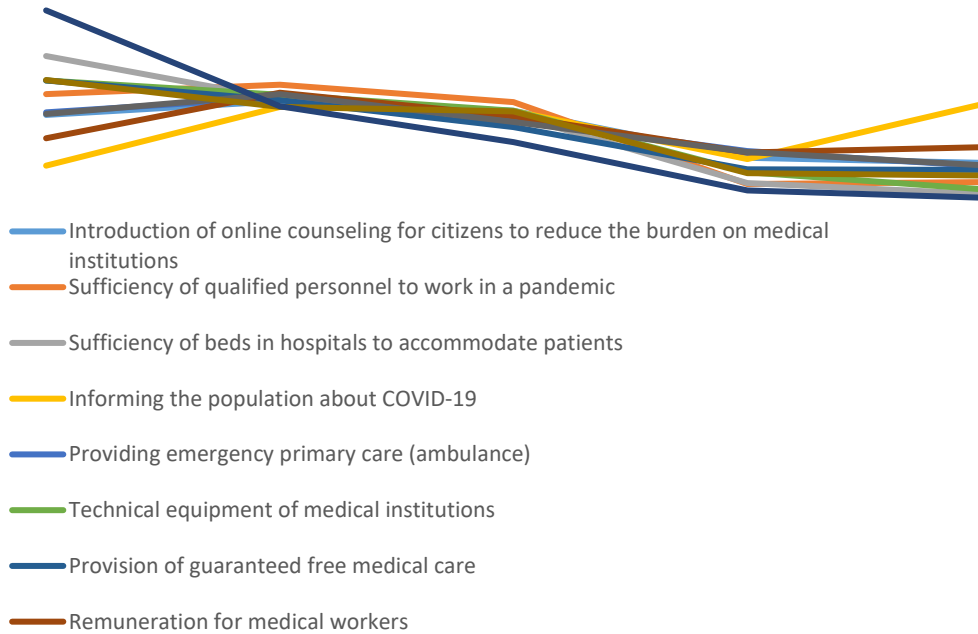 Introduction of online counseling for citizens to reduce the burden on medical
institutions
Sufficiency of qualified personnel to work in a pandemic
Sufficiency of beds in hospitals to accommodate patients
Informing the population about COVID-19
Providing emergency primary care (ambulance)
Technical equipment of medical institutions
Provision of guaranteed free medical care
Remuneration for medical workers